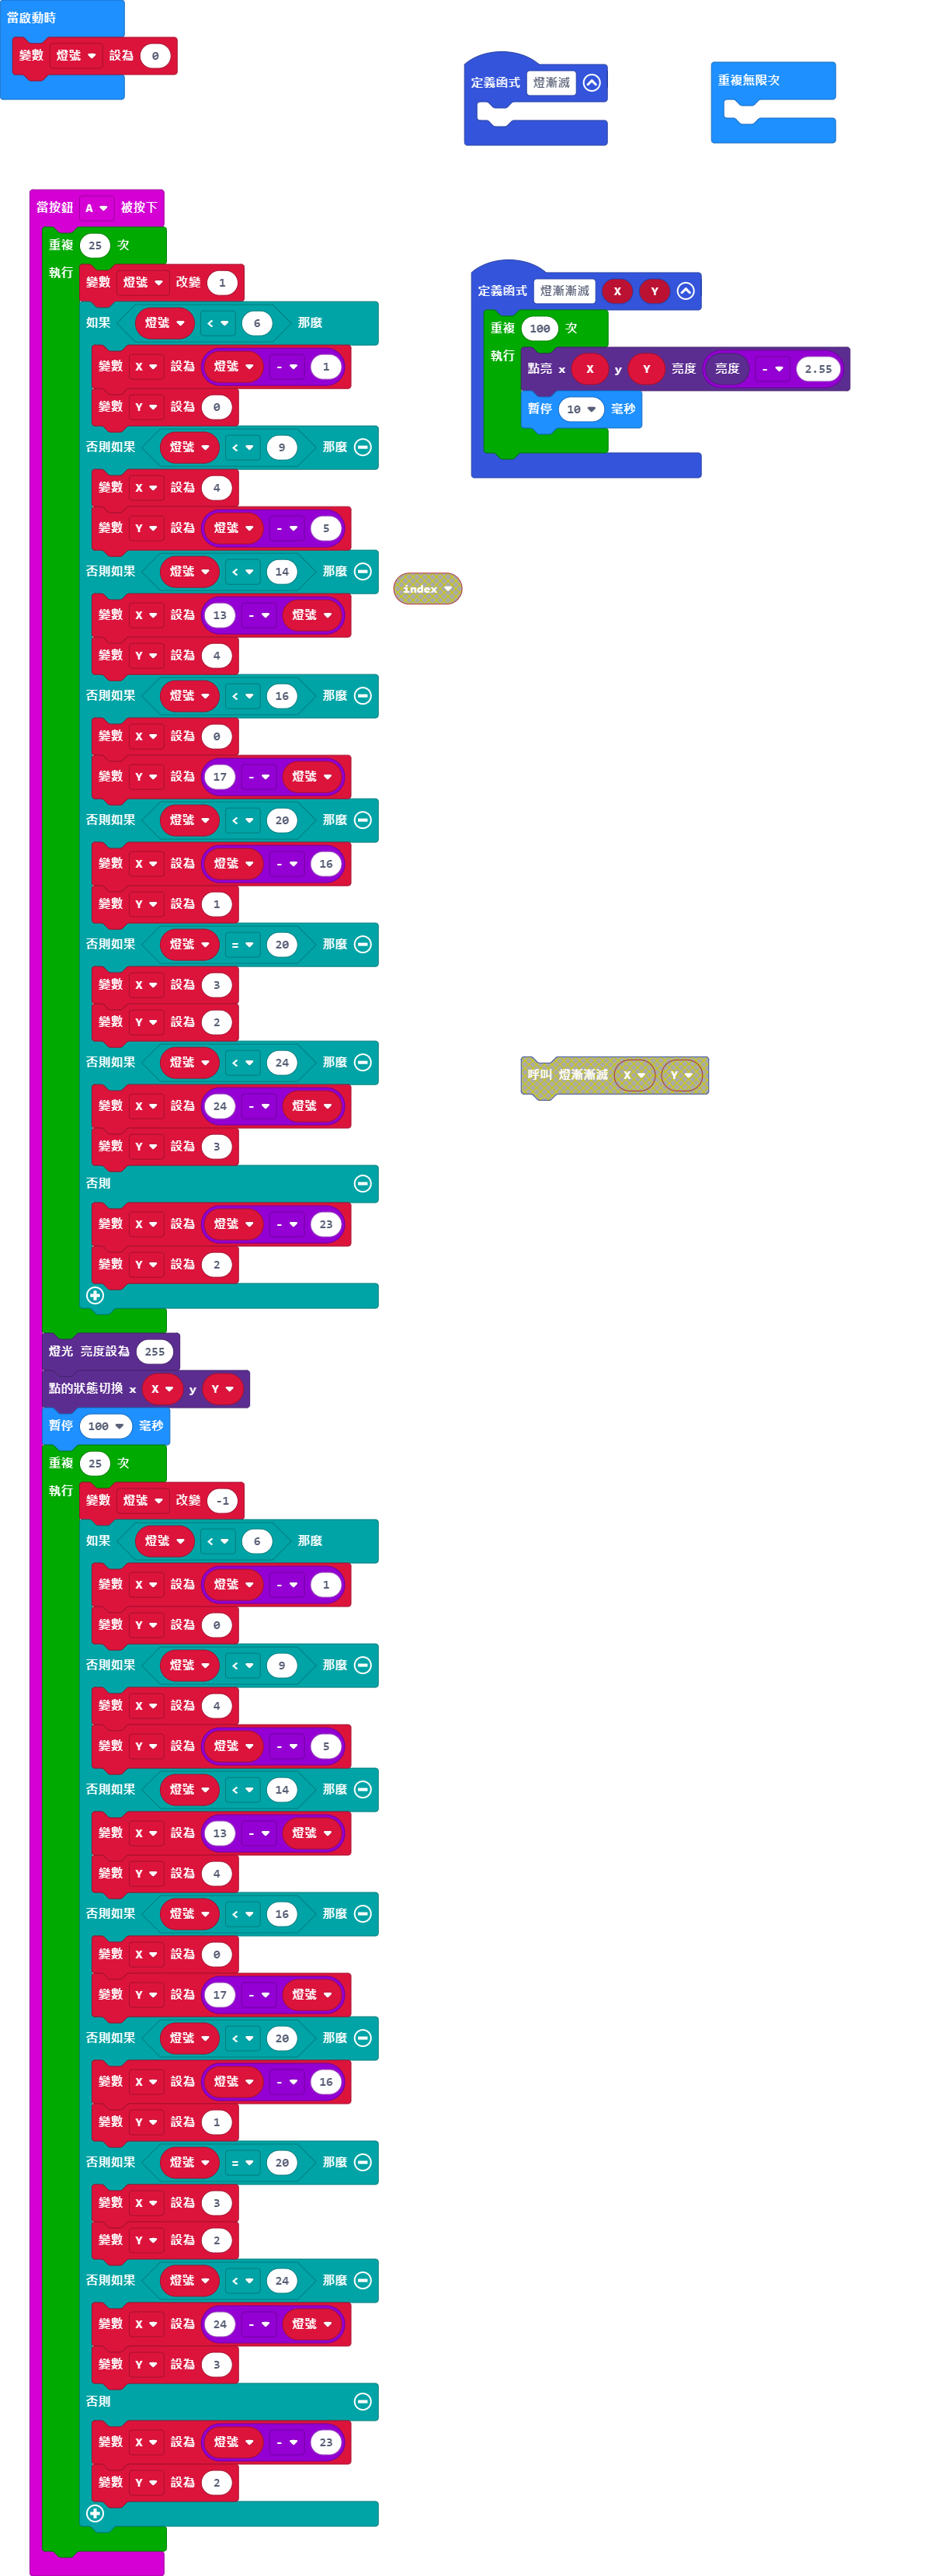 當啟動時
變數 燈號 設為 0
定義函式 燈漸滅
重複無限次
當按鈕 A 被按下
重複 25 次
執行
變數 燈號 改變 1
如果 燈號 < 6 那麼
變數 X 設為 燈號 - 1
變數 Y 設為 0
否則如果 燈號 < 9 那麼
變數 X 設為 4
變數 Y 設為 燈號 - 5
否則如果 燈號 < 14 那麼
變數 X 設為 13 - 燈號
變數 Y 設為 4
否則如果 燈號 < 16 那麼
變數 X 設為 0
變數 Y 設為 17 - 燈號
否則如果 燈號 < 20 那麼
變數 X 設為 燈號 - 16
變數 Y 設為 1
否則如果 燈號 = 20 那麼
變數 X 設為 3
變數 Y 設為 2
否則如果 燈號 < 24 那麼
變數 X 設為 24 - 燈號
變數 Y 設為 3
否則
變數 X 設為 燈號 - 23
變數 Y 設為 2
燈光 亮度設為 255
點的狀態切換 x X y Y
暫停 100 毫秒
重複 25 次
執行
變數 燈號 改變 -1
如果 燈號 < 6 那麼
變數 X 設為 燈號 - 1
變數 Y 設為 0
否則如果 燈號 < 9 那麼
變數 X 設為 4
變數 Y 設為 燈號 - 5
否則如果 燈號 < 14 那麼
變數 X 設為 13 - 燈號
變數 Y 設為 4
否則如果 燈號 < 16 那麼
變數 X 設為 0
變數 Y 設為 17 - 燈號
否則如果 燈號 < 20 那麼
變數 X 設為 燈號 - 16
變數 Y 設為 1
否則如果 燈號 = 20 那麼
變數 X 設為 3
變數 Y 設為 2
否則如果 燈號 < 24 那麼
變數 X 設為 24 - 燈號
變數 Y 設為 3
否則
變數 X 設為 燈號 - 23
變數 Y 設為 2
定義函式 燈漸漸滅 X Y
重複 100 次
執行
點亮 x X y Y 亮度 亮度 - 2.55
暫停 10 毫秒
index
呼叫 燈漸漸滅 X Y